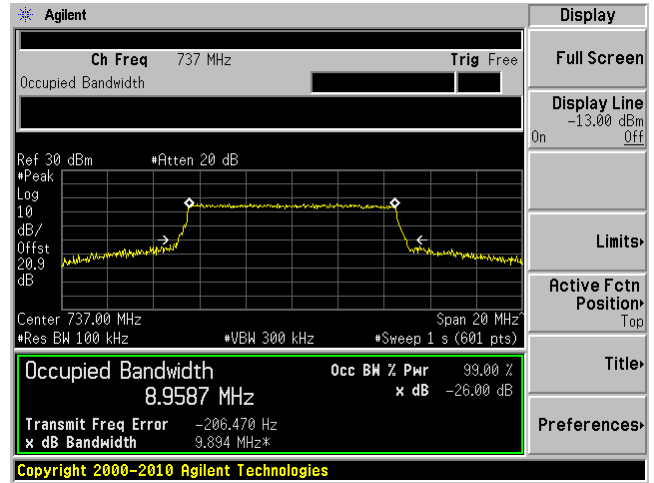 Agilent
Display
Ch Freq 737 MHz Trig Free
Occupied Bandwidth
Full Screen
Display Line
-13.00 dBm
On Off
Ref 30 dBm #Atten 20 dB
#Peak
Log
10
dB/
Offst
20.9
dB
Center 737.00 MHz Span 20 MHz
#Res BW 100 kHz #VBW 300 kHz #Sweep 1 s (601 pts)
Limits
Active Fctn
Position
Top
Title
Preferences
Occupied Bandwidth
8.9587 MHz
Occ BW % Pwr 99.00 %
x dB -26.00 dB
Transmit Freq Error -206.470 Hz
x dB Bandwidth 9.894 MHz*
Copyright 2000-2010 Agilent Technologies